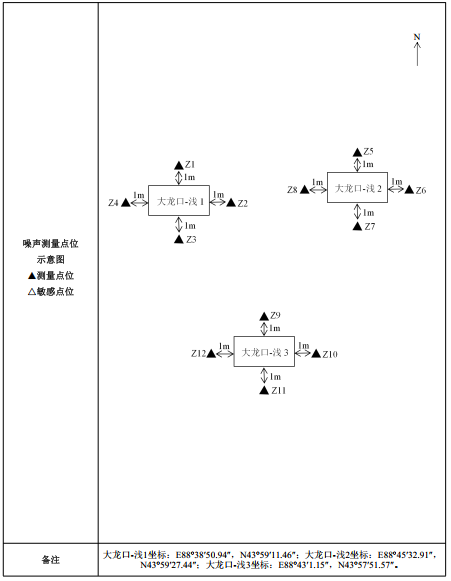 N
▲Z1
1m
Z4▲ 1m 大龙口-浅1 1m ▲Z2
1m
▲Z3
▲Z5
1m
Z8▲ 1m 大龙口-浅2 1m ▲Z6
1m
▲Z7
噪声测量点位
示意图
▲测量点位
△敏感点位
▲Z9
1m
Z12▲ 1m 大龙口-浅3 1m ▲Z10
1m
▲Z11
备注
大龙口-浅1坐标：E88°38′50.94″，N43°59′11.46″；大龙口-浅2坐标：E88°45′32.91″，
N43°59′27.44″；大龙口-浅3坐标：E88°43′1.15″，N43°57′51.57″。